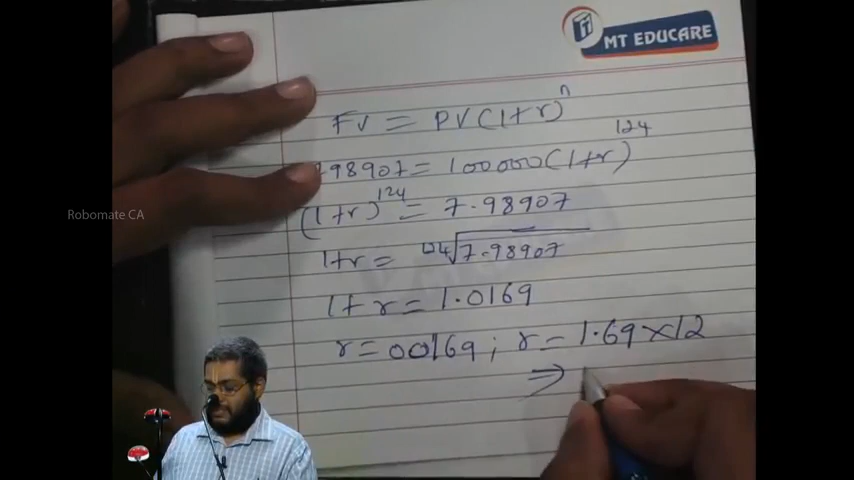 MT EDUCARE
FV = PV(1+r)^n
798907 = 100000(1+r)^124
Robomate CA
(1+r)^124 = 7.98907
1+r = ^124√7.98907
1+r = 1.0169
r = 00169 ; r = 1.69 × 12
⇒